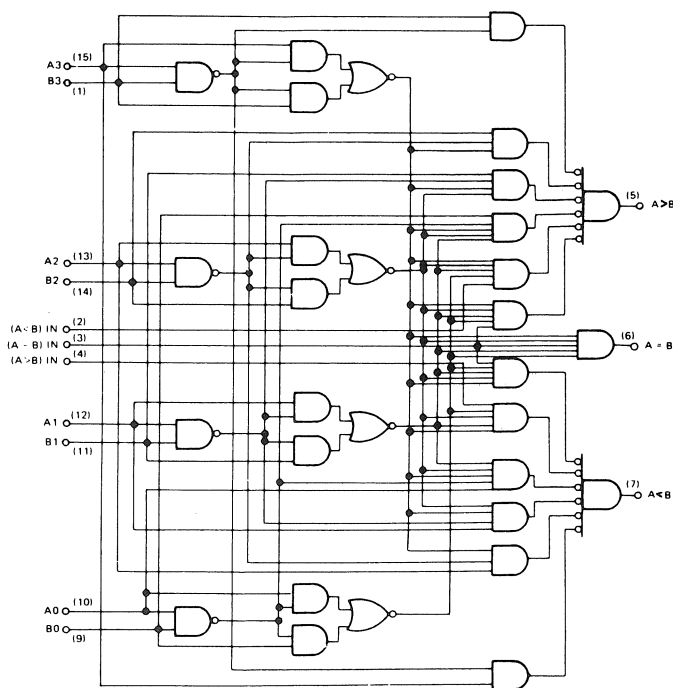 A3 (15)
B3 (1)
(5) A>B
A2 (13)
B2 (14)
(A<B) IN (2)
(A=B) IN (3)
(A>B) IN (4)
(6) A = B
A1 (12)
B1 (11)
(7) A<B
A0 (10)
B0 (9)